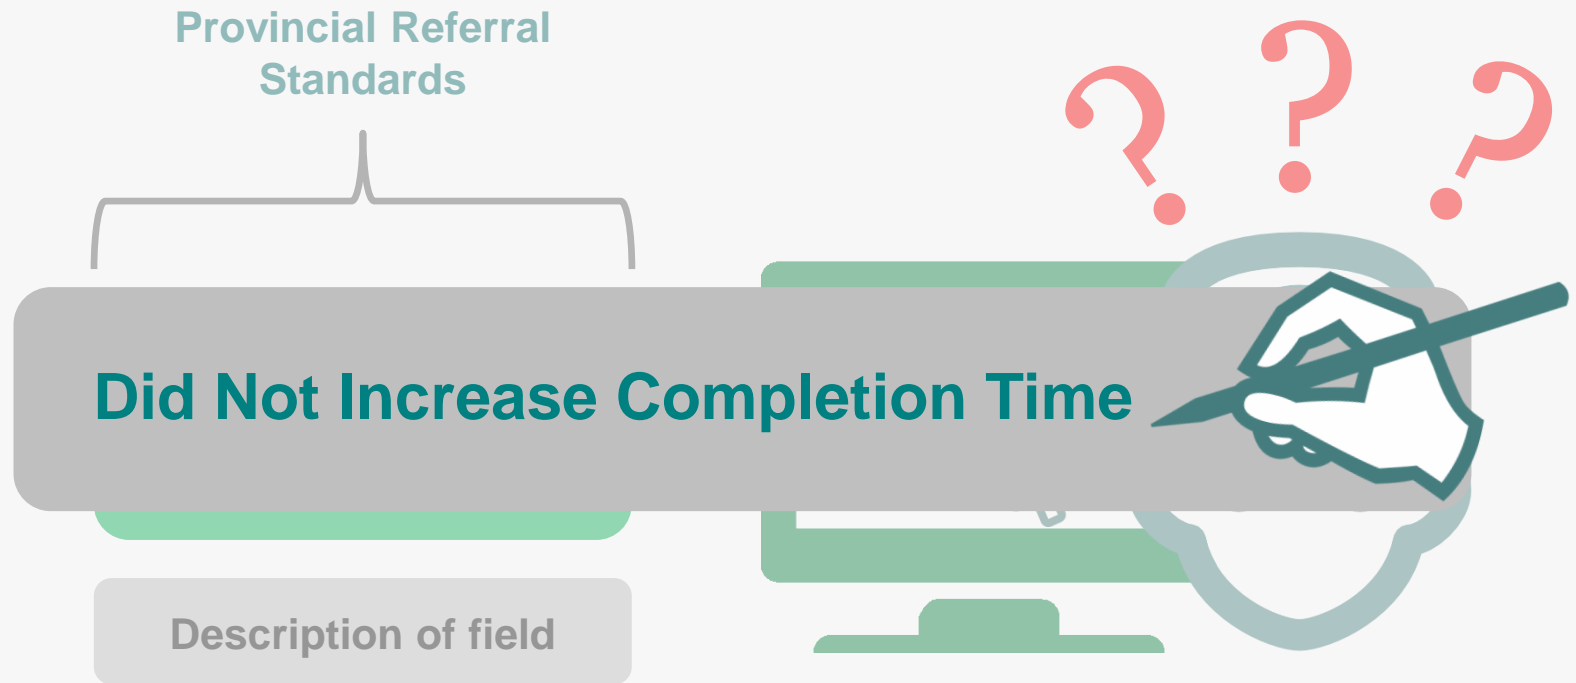 Provincial Referral
Standards
? ? ?
Did Not Increase Completion Time
Description of field